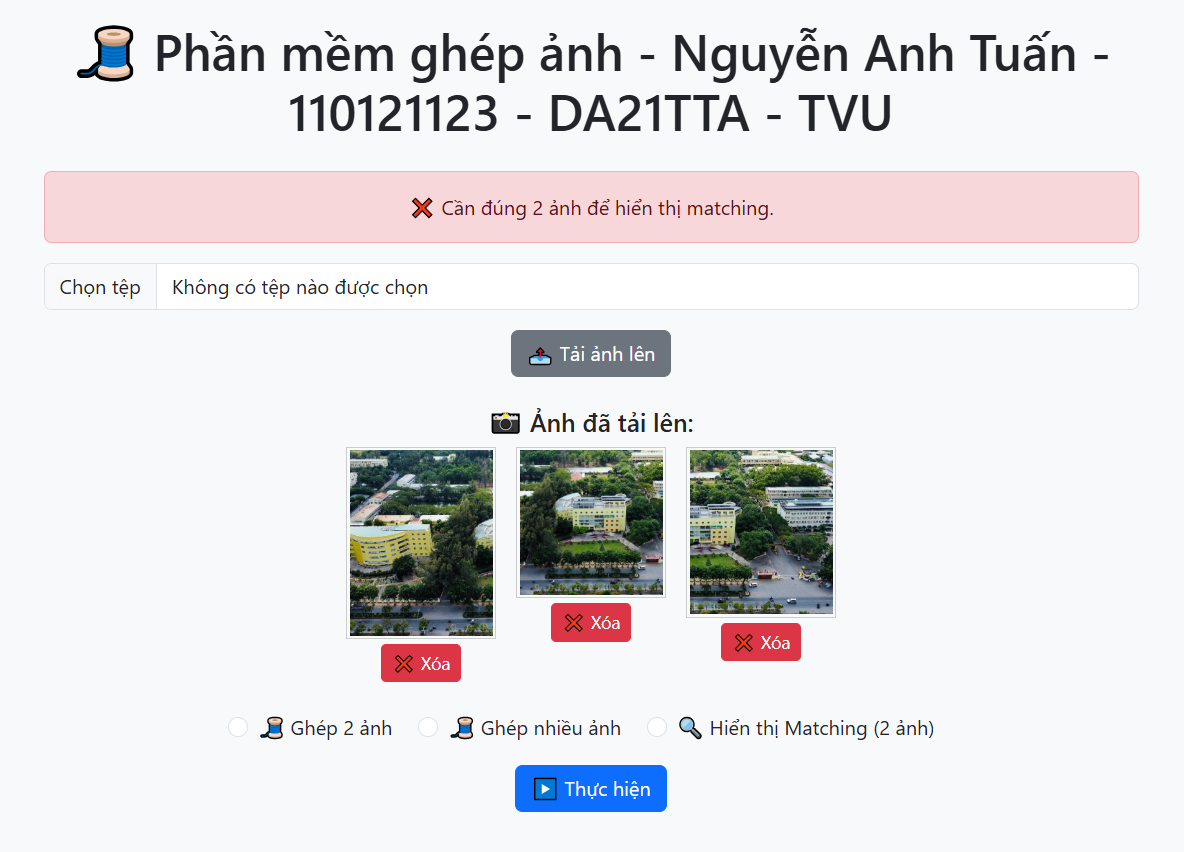 Phần mềm ghép ảnh - Nguyễn Anh Tuấn -
110121123 - DA21TTA - TVU
Cần đúng 2 ảnh để hiển thị matching.
Chọn tệp Không có tệp nào được chọn
Tải ảnh lên
Ảnh đã tải lên:
Xóa
Xóa
Xóa
Ghép 2 ảnh Ghép nhiều ảnh Hiển thị Matching (2 ảnh)
Thực hiện